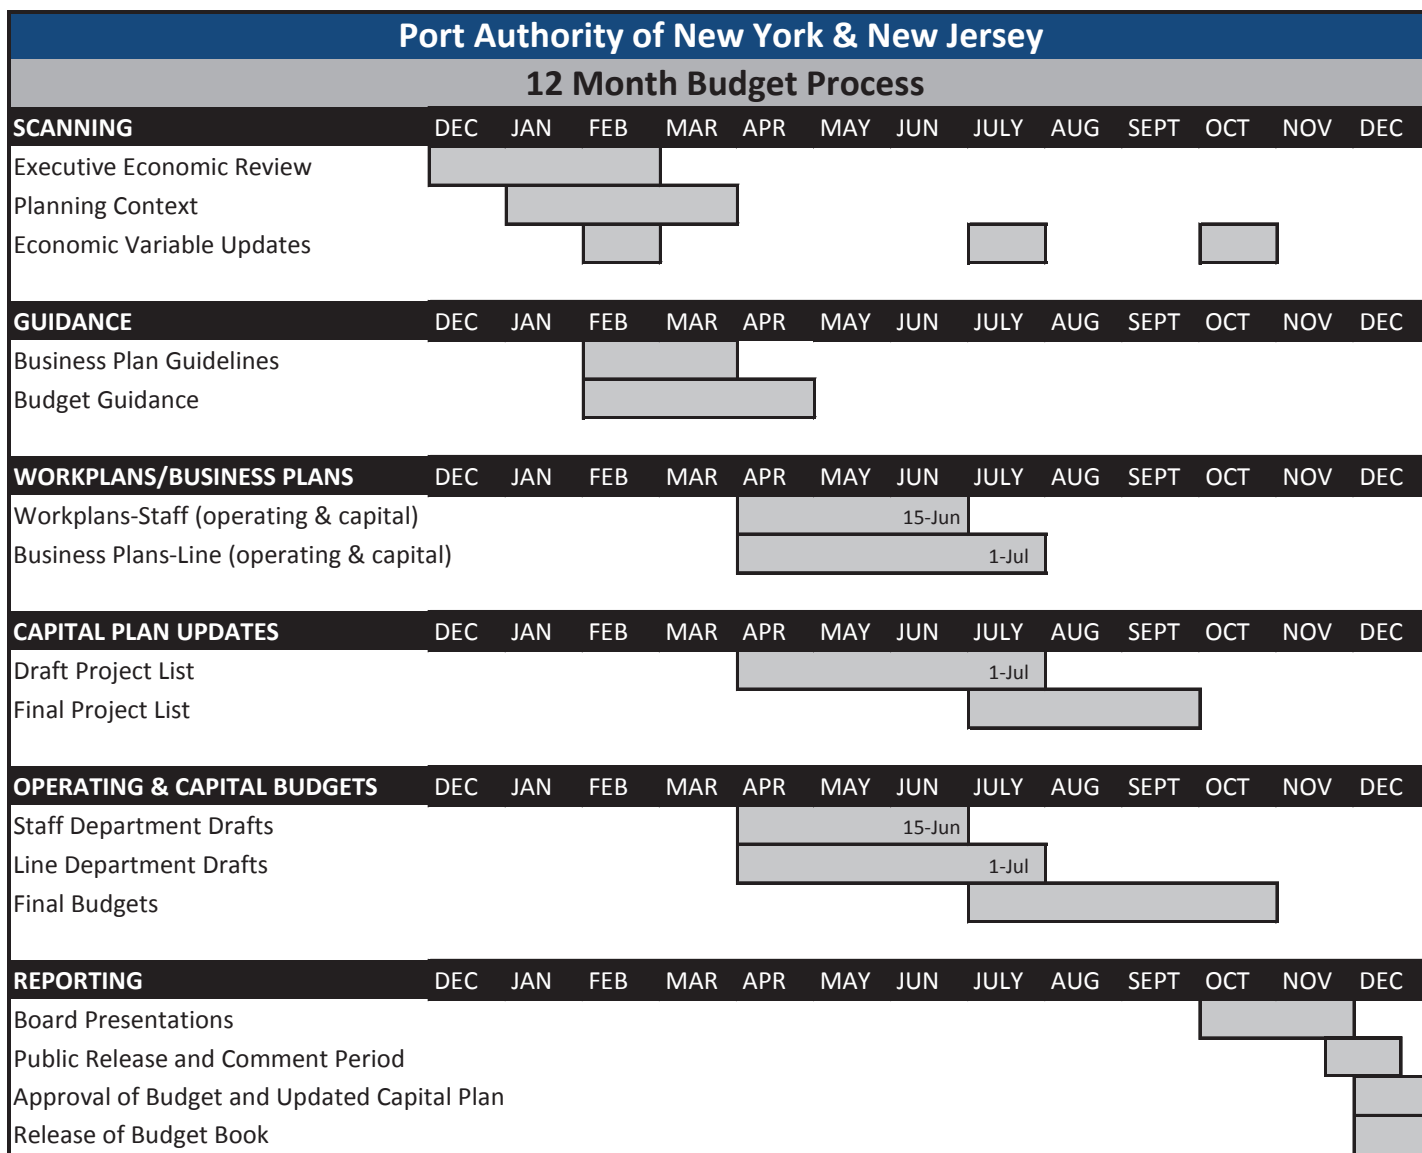 Port Authority of New York & New Jersey
12 Month Budget Process
SCANNING DEC JAN FEB MAR APR MAY JUN JULY AUG SEPT OCT NOV DEC
Executive Economic Review
Planning Context
Economic Variable Updates
GUIDANCE DEC JAN FEB MAR APR MAY JUN JULY AUG SEPT OCT NOV DEC
Business Plan Guidelines
Budget Guidance
WORKPLANS/BUSINESS PLANS DEC JAN FEB MAR APR MAY JUN JULY AUG SEPT OCT NOV DEC
Workplans-Staff (operating & capital) 15-Jun
Business Plans-Line (operating & capital) 1-Jul
CAPITAL PLAN UPDATES DEC JAN FEB MAR APR MAY JUN JULY AUG SEPT OCT NOV DEC
Draft Project List 1-Jul
Final Project List
OPERATING & CAPITAL BUDGETS DEC JAN FEB MAR APR MAY JUN JULY AUG SEPT OCT NOV DEC
Staff Department Drafts 15-Jun
Line Department Drafts 1-Jul
Final Budgets
REPORTING DEC JAN FEB MAR APR MAY JUN JULY AUG SEPT OCT NOV DEC
Board Presentations
Public Release and Comment Period
Approval of Budget and Updated Capital Plan
Release of Budget Book